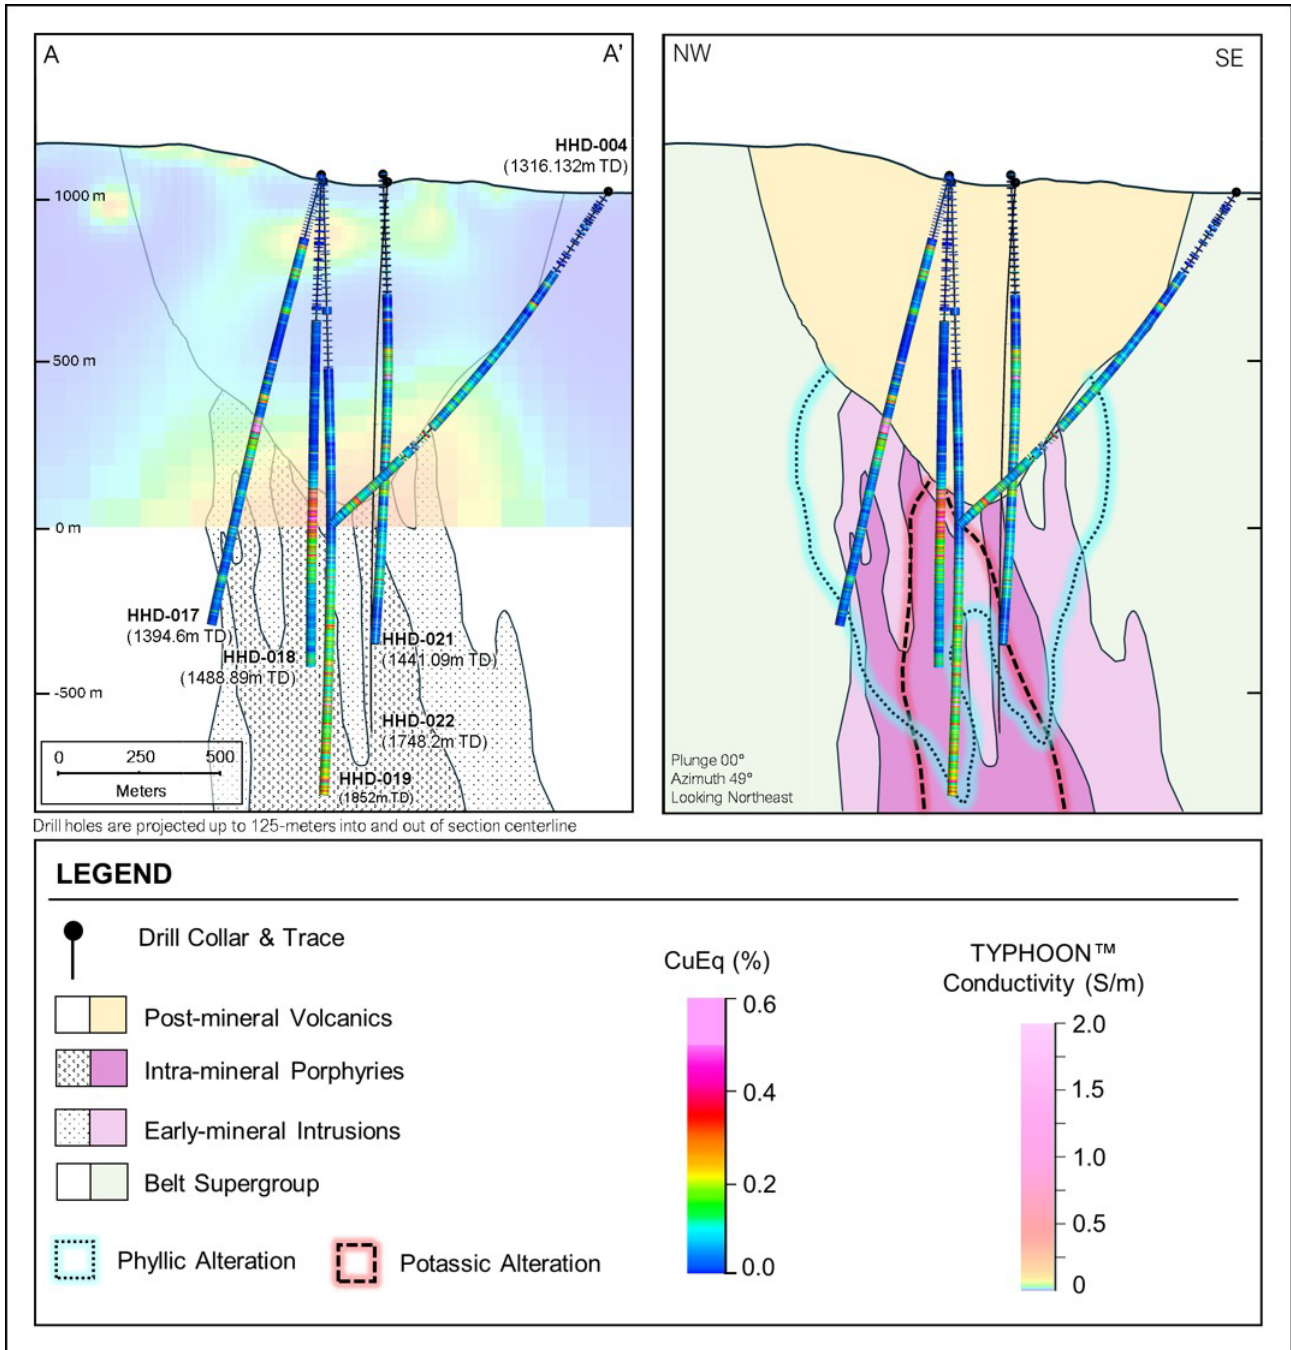 A
A'
HHD-004
(1316.132m TD)
1000 m
500 m
0 m
-500 m
HHD-017
(1394.6m TD)
HHD-018
(1488.89m TD)
HHD-021
(1441.09m TD)
HHD-022
(1748.2m TD)
HHD-019
(1852m TD)
0 250 500
Meters
NW
SE
Plunge 00°
Azimuth 49°
Looking Northeast
Drill holes are projected up to 125-meters into and out of section centerline
LEGEND
Drill Collar & Trace
Post-mineral Volcanics
Intra-mineral Porphyries
Early-mineral Intrusions
Belt Supergroup
Phyllic Alteration
Potassic Alteration
CuEq (%)
0.6
0.4
0.2
0.0
TYPHOON™
Conductivity (S/m)
2.0
1.5
1.0
0.5
0